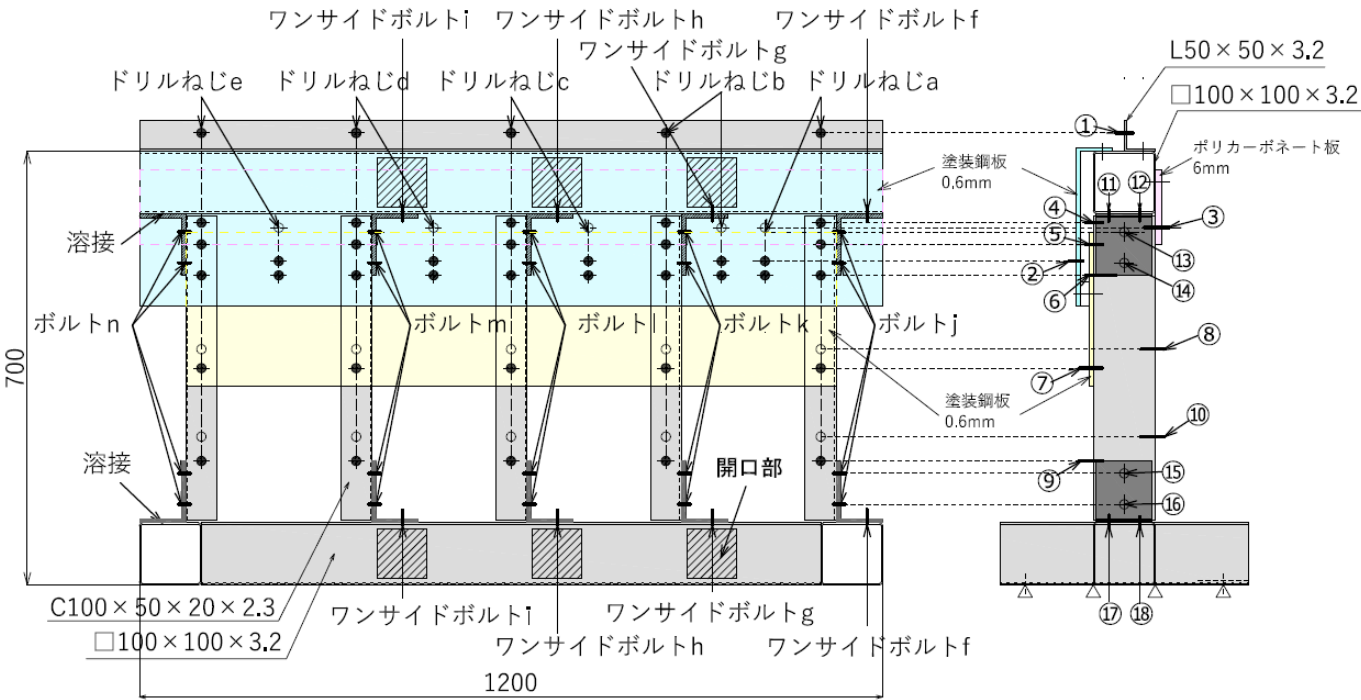 ワンサイドボルトi
ワンサイドボルトh
ワンサイドボルトf
ワンサイドボルトg
L50×50×3.2
ドリルねじe
ドリルねじd
ドリルねじc
ドリルねじb
ドリルねじa
□100×100×3.2
①
ポリカーボネート板
6mm
塗装鋼板
0.6mm
⑪
⑫
④
③
溶接
⑤
②
⑬
⑥
⑭
ボルトn
ボルトm
ボルトl
ボルトk
ボルトj
⑧
700
⑦
塗装鋼板
0.6mm
⑩
溶接
開口部
⑨
⑮
⑯
C100×50×20×2.3
ワンサイドボルトi
ワンサイドボルトg
⑰
⑱
□100×100×3.2
ワンサイドボルトh
ワンサイドボルトf
1200